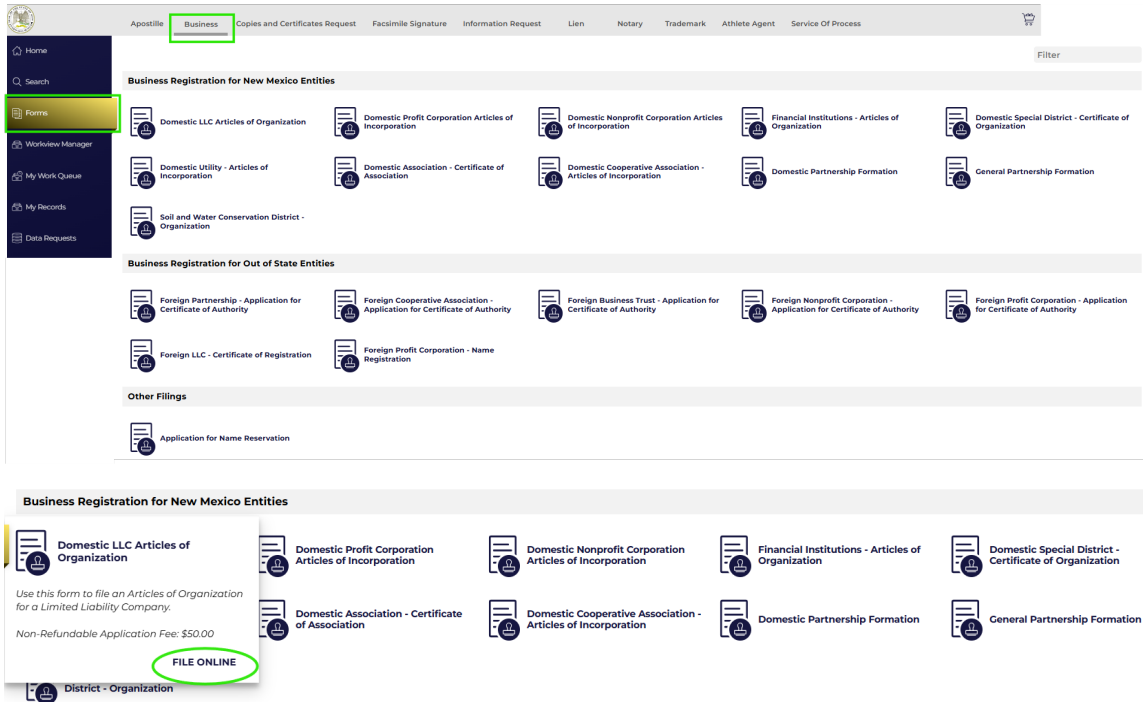 Apostille Business Copies and Certificates Request Facsimile Signature Information Request Lien Notary Trademark Athlete Agent Service Of Process
Home
Filter
Search
Business Registration for New Mexico Entities
Forms
Domestic LLC Articles of Organization
Domestic Profit Corporation Articles of
Incorporation
Domestic Nonprofit Corporation Articles
of Incorporation
Financial Institutions - Articles of
Organization
Domestic Special District - Certificate of
Organization
Workview Manager
My Work Queue
Domestic Utility - Articles of
Incorporation
Domestic Association - Certificate of
Association
Domestic Cooperative Association -
Articles of Incorporation
Domestic Partnership Formation
General Partnership Formation
My Records
Soil and Water Conservation District -
Organization
Data Requests
Business Registration for Out of State Entities
Foreign Partnership - Application for
Certificate of Authority
Foreign Cooperative Association -
Application for Certificate of Authority
Foreign Business Trust - Application for
Certificate of Authority
Foreign Nonprofit Corporation -
Application for Certificate of Authority
Foreign Profit Corporation - Application
for Certificate of Authority
Foreign LLC - Certificate of Registration
Foreign Profit Corporation - Name
Registration
Other Filings
Application for Name Reservation
Business Registration for New Mexico Entities
Domestic LLC Articles of
Organization
Use this form to file an Articles of Organization
for a Limited Liability Company.
Non-Refundable Application Fee: $50.00
FILE ONLINE
Domestic Profit Corporation
Articles of Incorporation
Domestic Nonprofit Corporation
Articles of Incorporation
Financial Institutions - Articles of
Organization
Domestic Special District -
Certificate of Organization
Domestic Association - Certificate
of Association
Domestic Cooperative Association -
Articles of Incorporation
Domestic Partnership Formation
General Partnership Formation
District - Organization